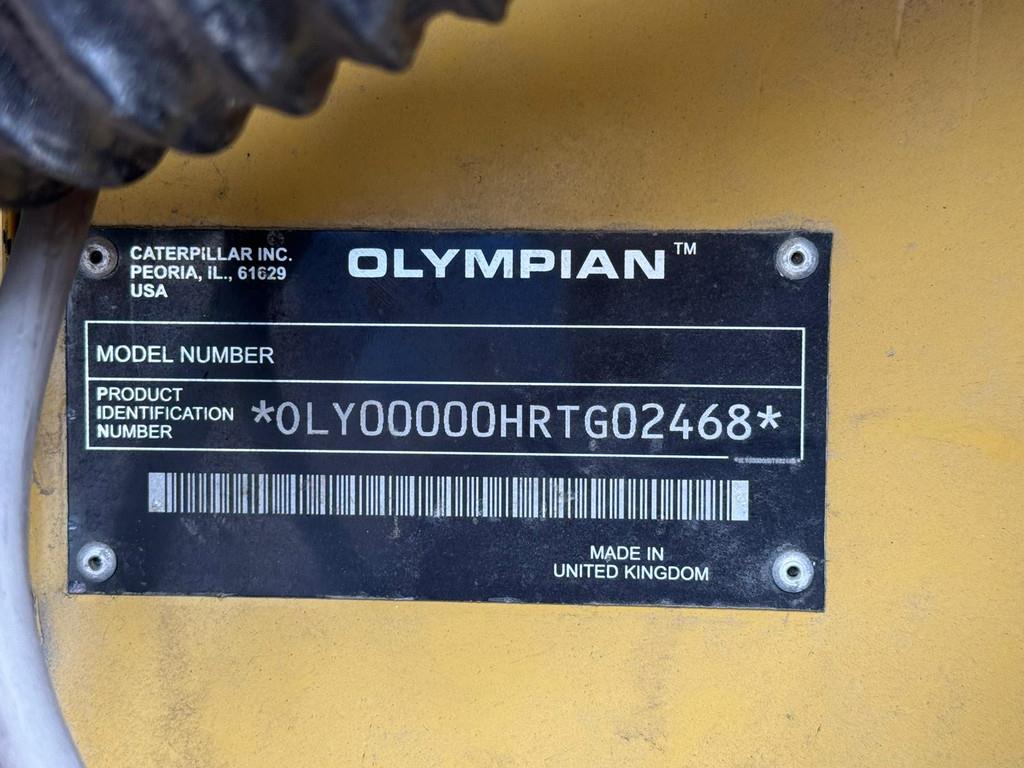 CATERPILLAR INC.
PEORIA, IL., 61629
USA
OLYMPIAN™
MODEL NUMBER
PRODUCT
IDENTIFICATION
NUMBER
*OLY00000HRTG02468*
MADE IN
UNITED KINGDOM